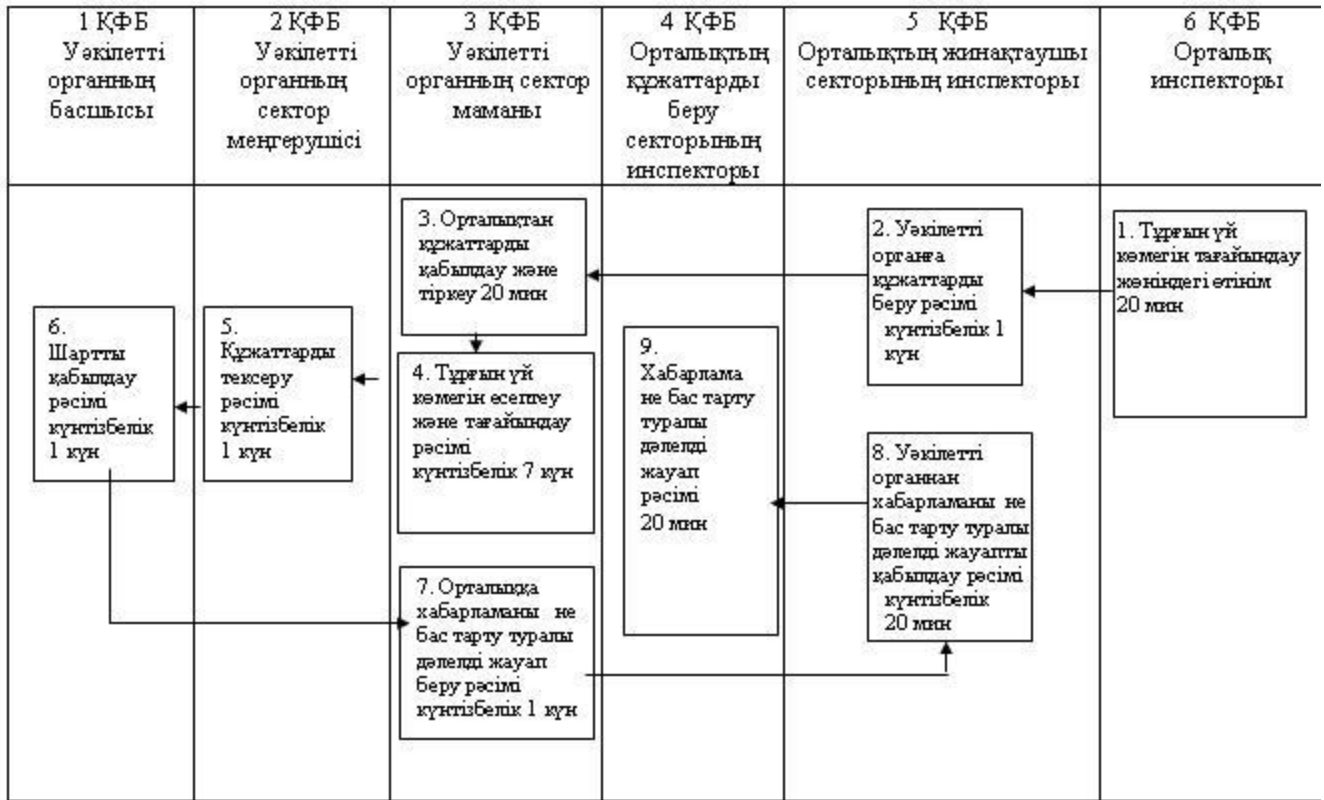 1 ҚФБ
Уәкілетті
органның
басшысы
2 ҚФБ
Уәкілетті
органның
сектор
меңгерушісі
3 ҚФБ
Уәкілетті
органның сектор
маманы
4 ҚФБ
Орталықтың
құжаттарды
беру
секторының
инспекторы
5 ҚФБ
Орталықтың жинақтаушы
секторының инспекторы
6 ҚФБ
Орталық
инспекторы
1. Тұрғын үй
көмегін тағайындау
жөніндегі өтінім
20 мин
2. Уәкілетті
органға
құжаттарды
беру рәсімі
күнтізбелік 1
күн
3. Орталықтан
құжаттарды
қабылдау және
тіркеу 20 мин
4. Тұрғын үй
көмегін есептеу
және тағайындау
рәсімі
күнтізбелік 7 күн
5.
Құжаттарды
тексеру
рәсімі
күнтізбелік
1 күн
6.
Шартты
қабылдау
рәсімі
күнтізбелік
1 күн
7. Орталыққа
хабарламаны не
бас тарту туралы
дәлелді жауап
беру рәсімі
күнтізбелік 1 күн
8. Уәкілетті
органнан
хабарламаны не
бас тарту туралы
дәлелді жауапты
қабылдау рәсімі
күнтізбелік
20 мин
9.
Хабарлама
не бас тарту
туралы
дәлелді
жауап
рәсімі
20 мин